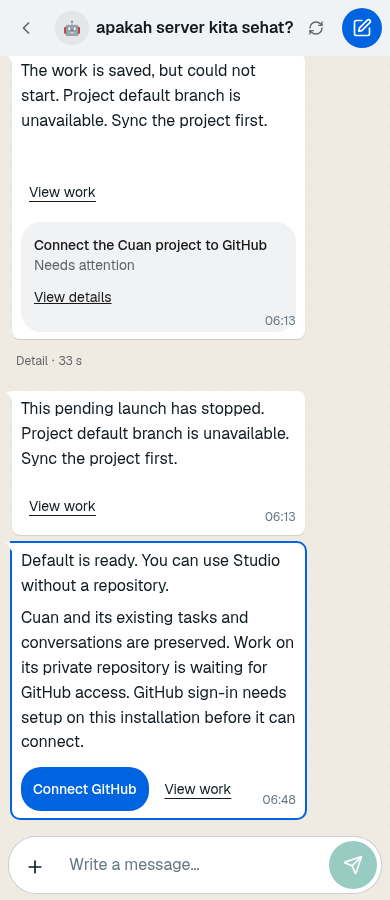 apakah server kita sehat?
The work is saved, but could not
start. Project default branch is
unavailable. Sync the project first.
View work
Connect the Cuan project to GitHub
Needs attention
View details
06:13
Detail · 33 s
This pending launch has stopped.
Project default branch is unavailable.
Sync the project first.
View work
06:13
Default is ready. You can use Studio
without a repository.
Cuan and its existing tasks and
conversations are preserved. Work on
its private repository is waiting for
GitHub access. GitHub sign-in needs
setup on this installation before it can
connect.
Connect GitHub
View work
06:48
Write a message...